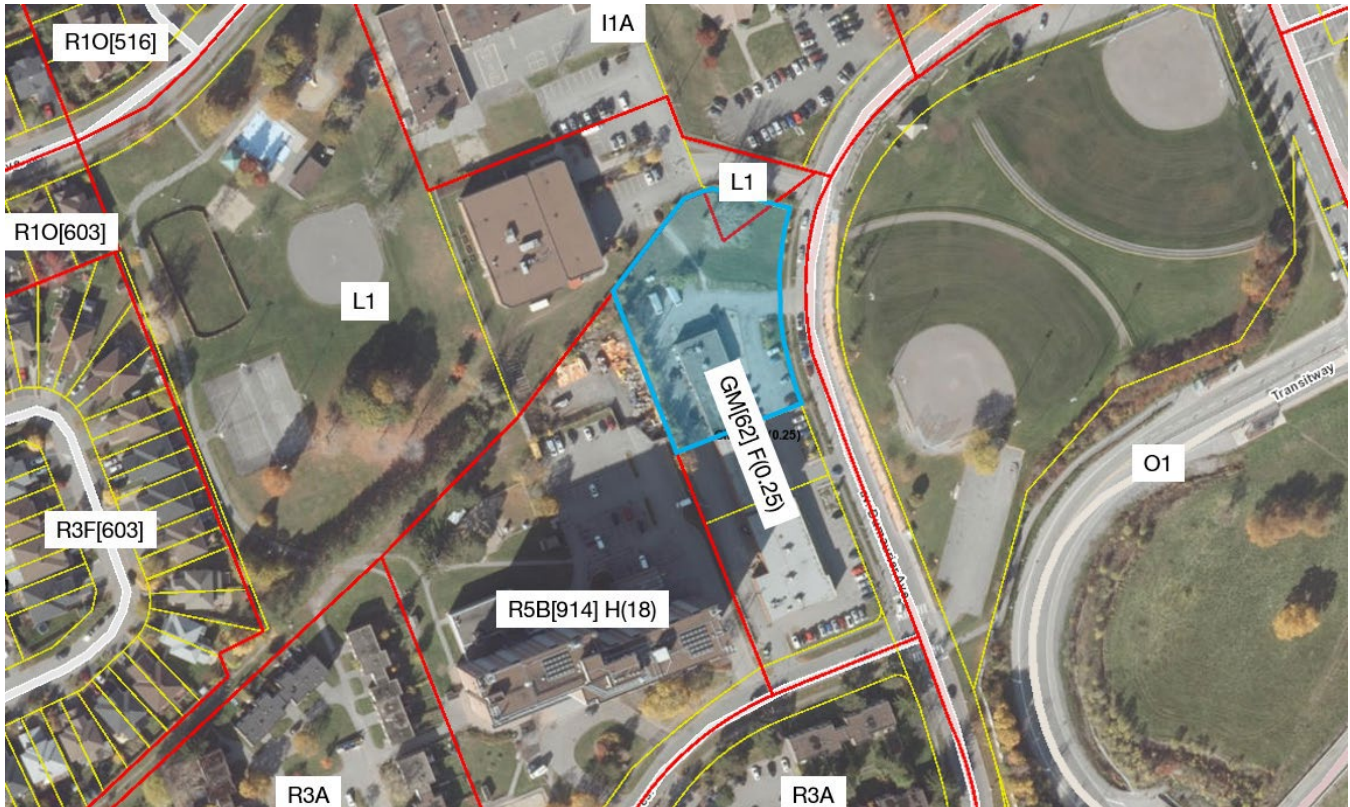 I1A
R1O[516]
L1
R1O[603]
L1
GM[62] F(0.25)
Transitway
O1
R3F[603]
R5B[914] H(18)
R3A
R3A